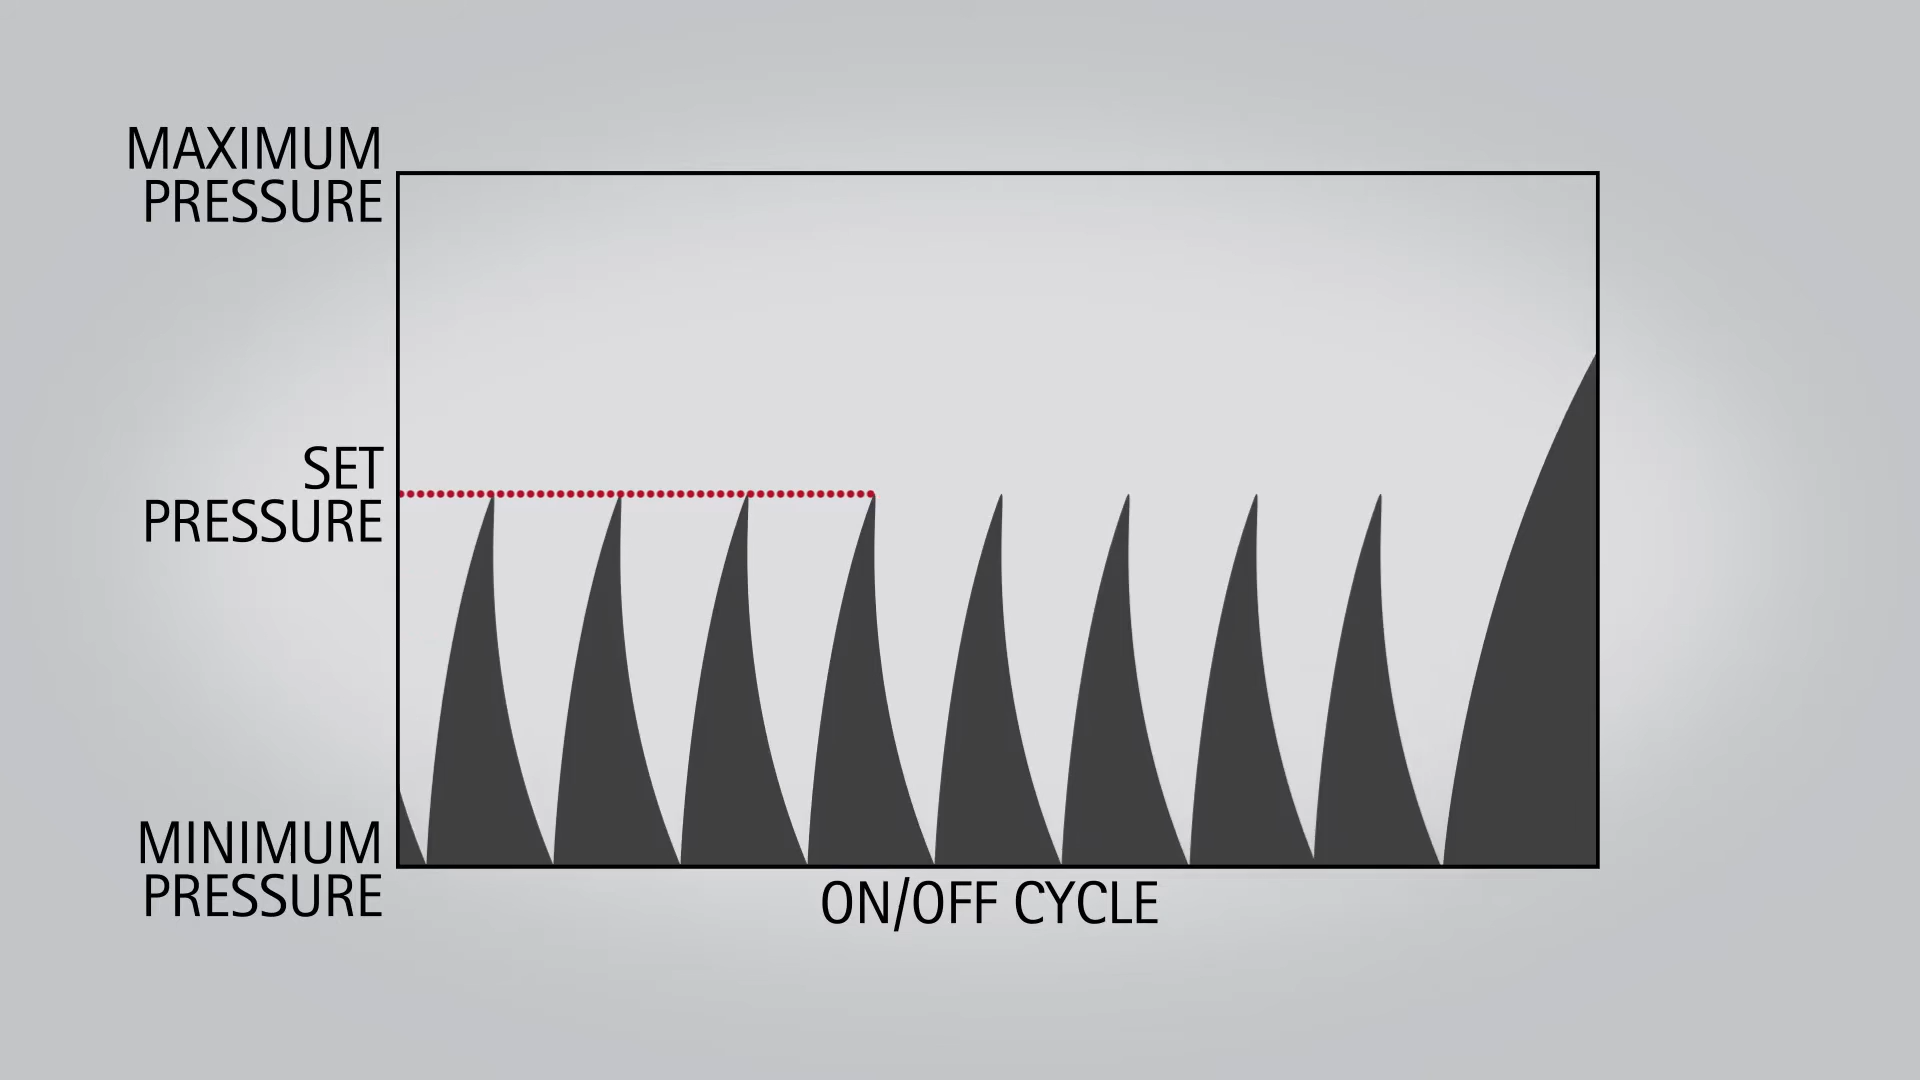 MAXIMUM
PRESSURE
SET
PRESSURE
MINIMUM
PRESSURE
ON/OFF CYCLE